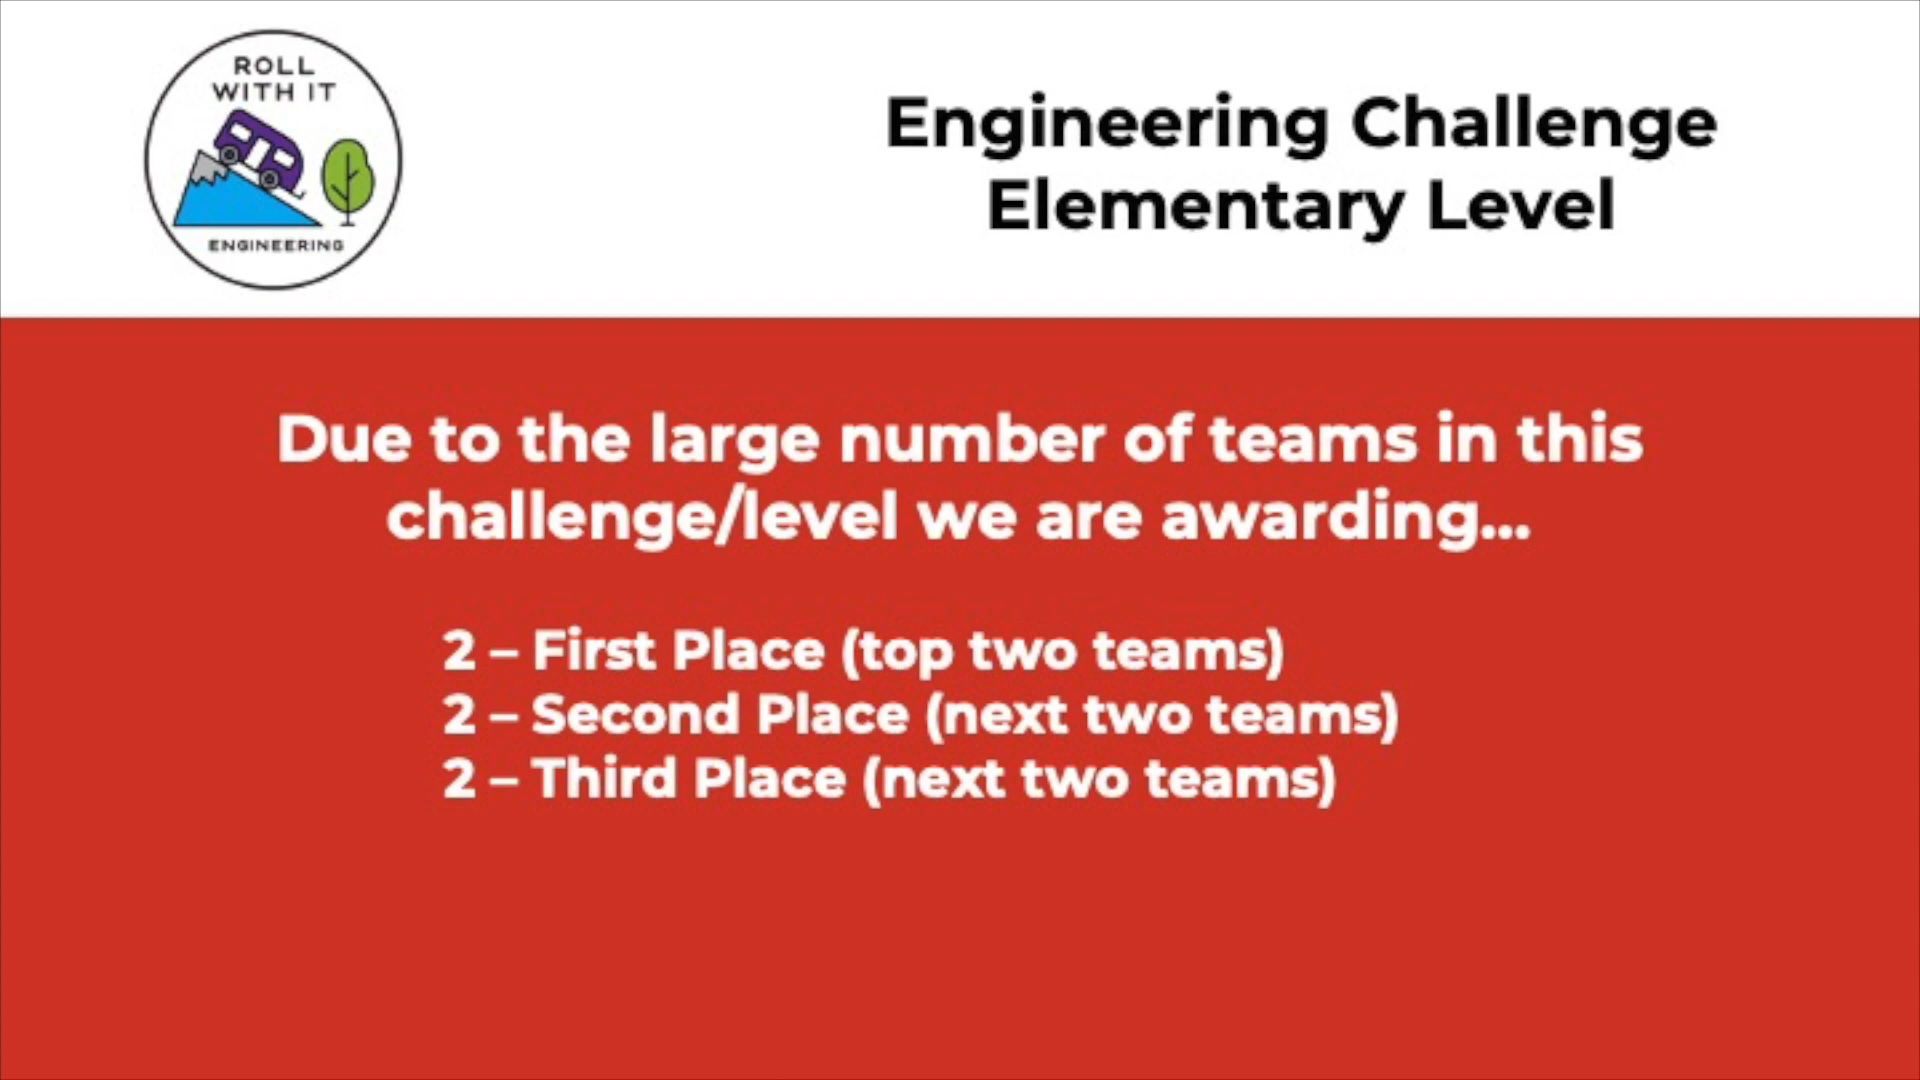 ROLL
WITH IT
ENGINEERING
Engineering Challenge
Elementary Level
Due to the large number of teams in this
challenge/level we are awarding...
2 – First Place (top two teams)
2 – Second Place (next two teams)
2 – Third Place (next two teams)